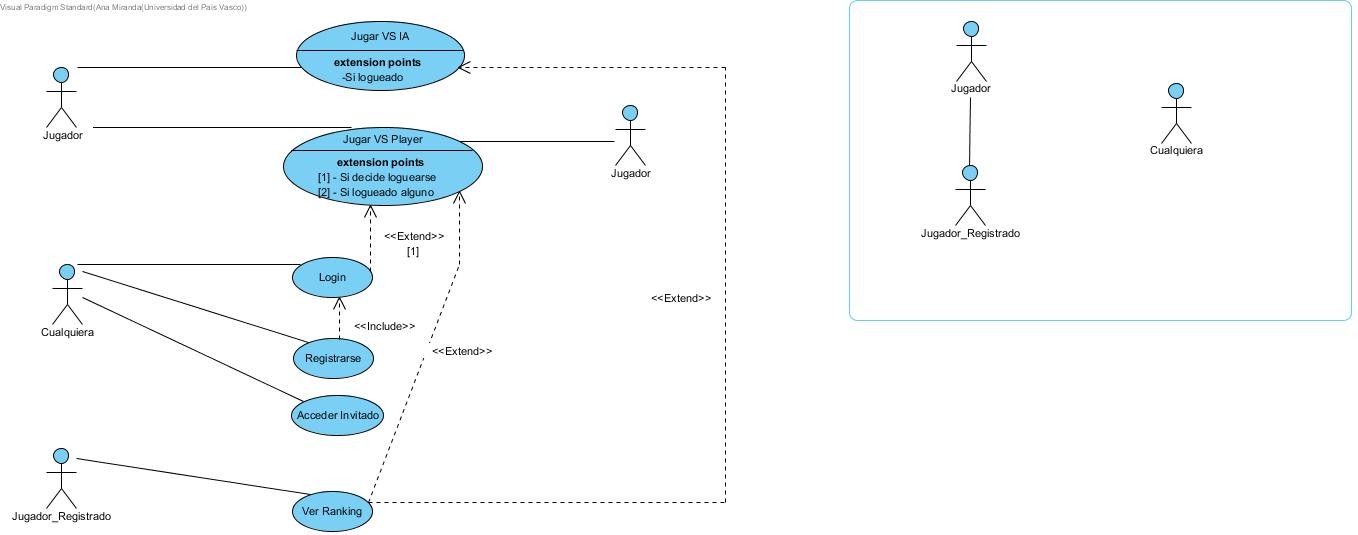 Visual Paradigm Standard(Ana Miranda(Universidad del Pais Vasco))
Jugar VS IA
extension points
-Si logueado
Jugador
Jugar VS Player
extension points
[1] - Si decide loguearse
[2] - Si logueado alguno
Jugador
<<Extend>>
[1]
Login
Cualquiera
<<Include>>
Registrarse
<<Extend>>
<<Extend>>
Acceder Invitado
Jugador_Registrado
Ver Ranking
Jugador
Cualquiera
Jugador_Registrado